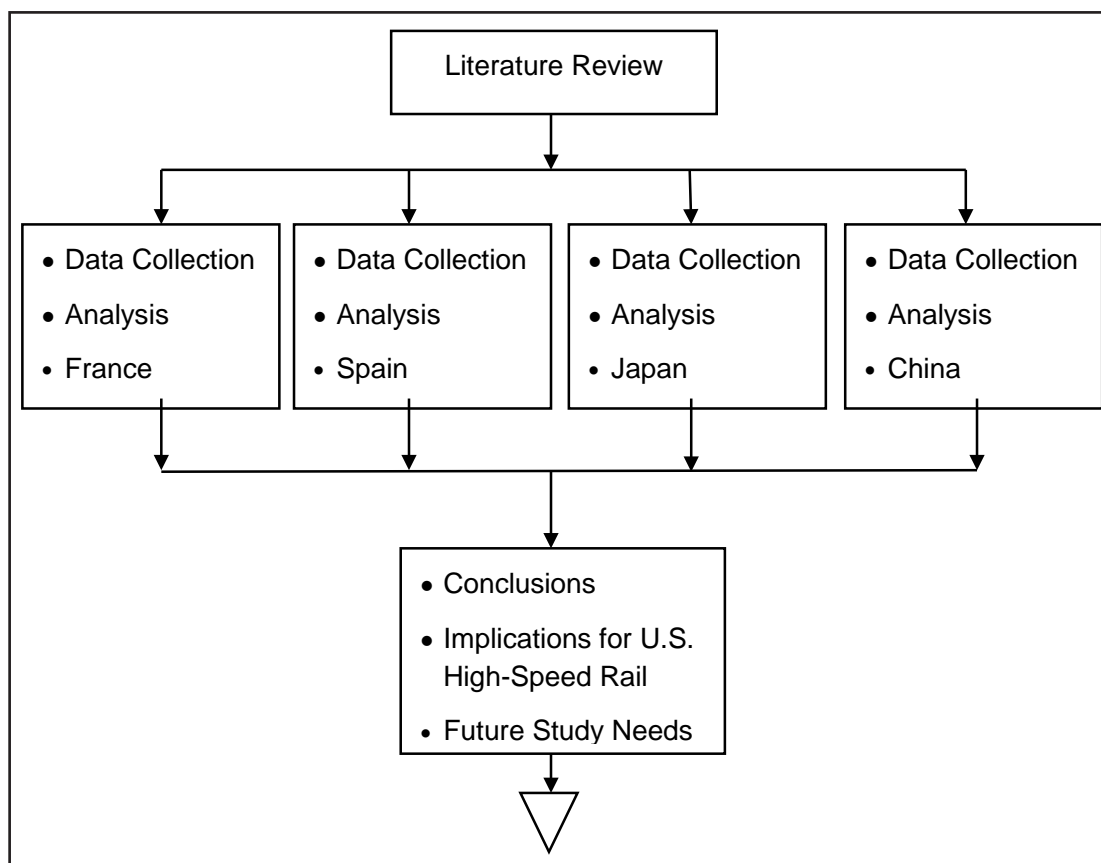 Literature Review
• Data Collection
• Analysis
• France
• Data Collection
• Analysis
• Spain
• Data Collection
• Analysis
• Japan
• Data Collection
• Analysis
• China
• Conclusions
• Implications for U.S.
High-Speed Rail
• Future Study Needs